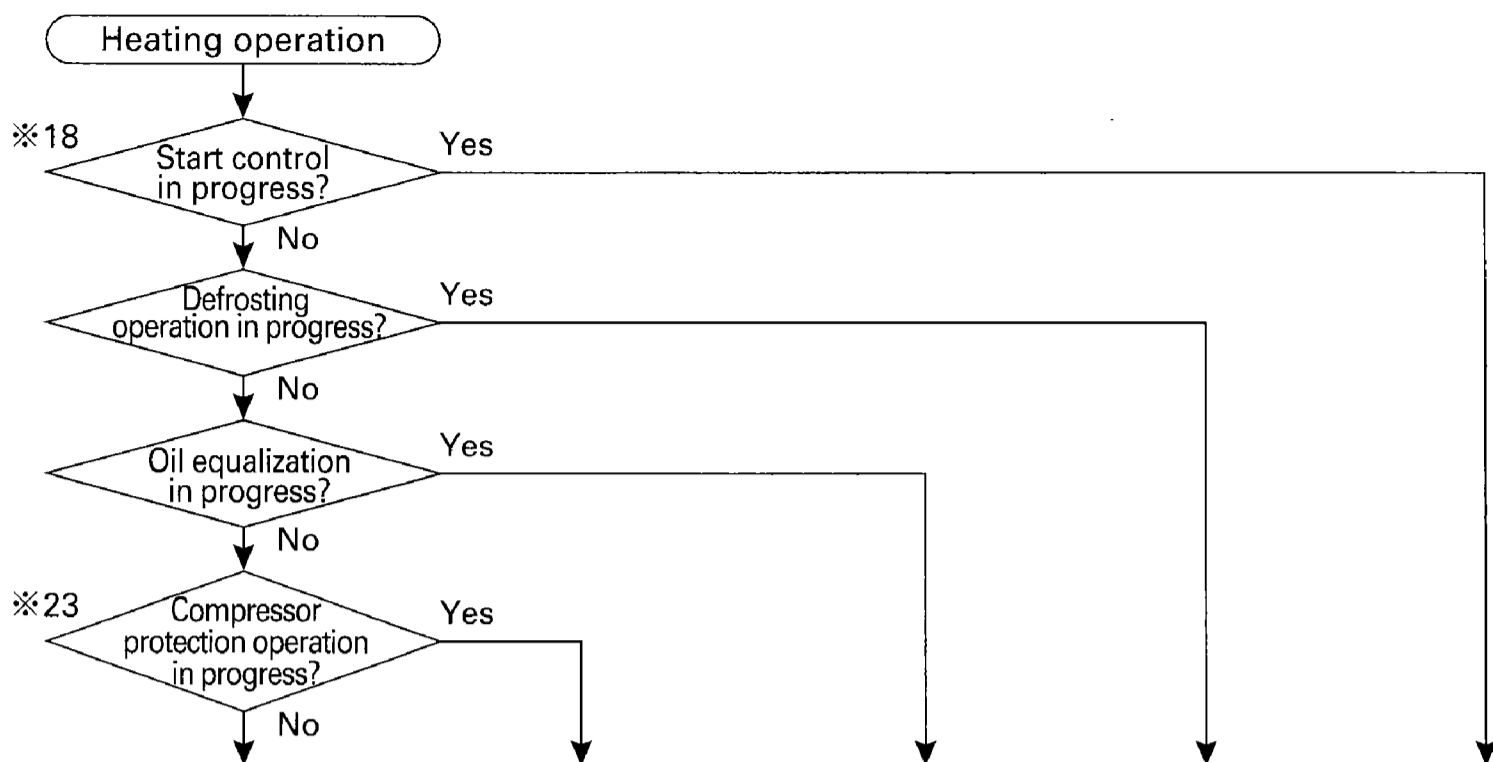 Heating operation
※18
Start control
in progress?
Yes
No
Defrosting
operation in progress?
Yes
No
Oil equalization
in progress?
Yes
No
※23
Compressor
protection operation
in progress?
Yes
No